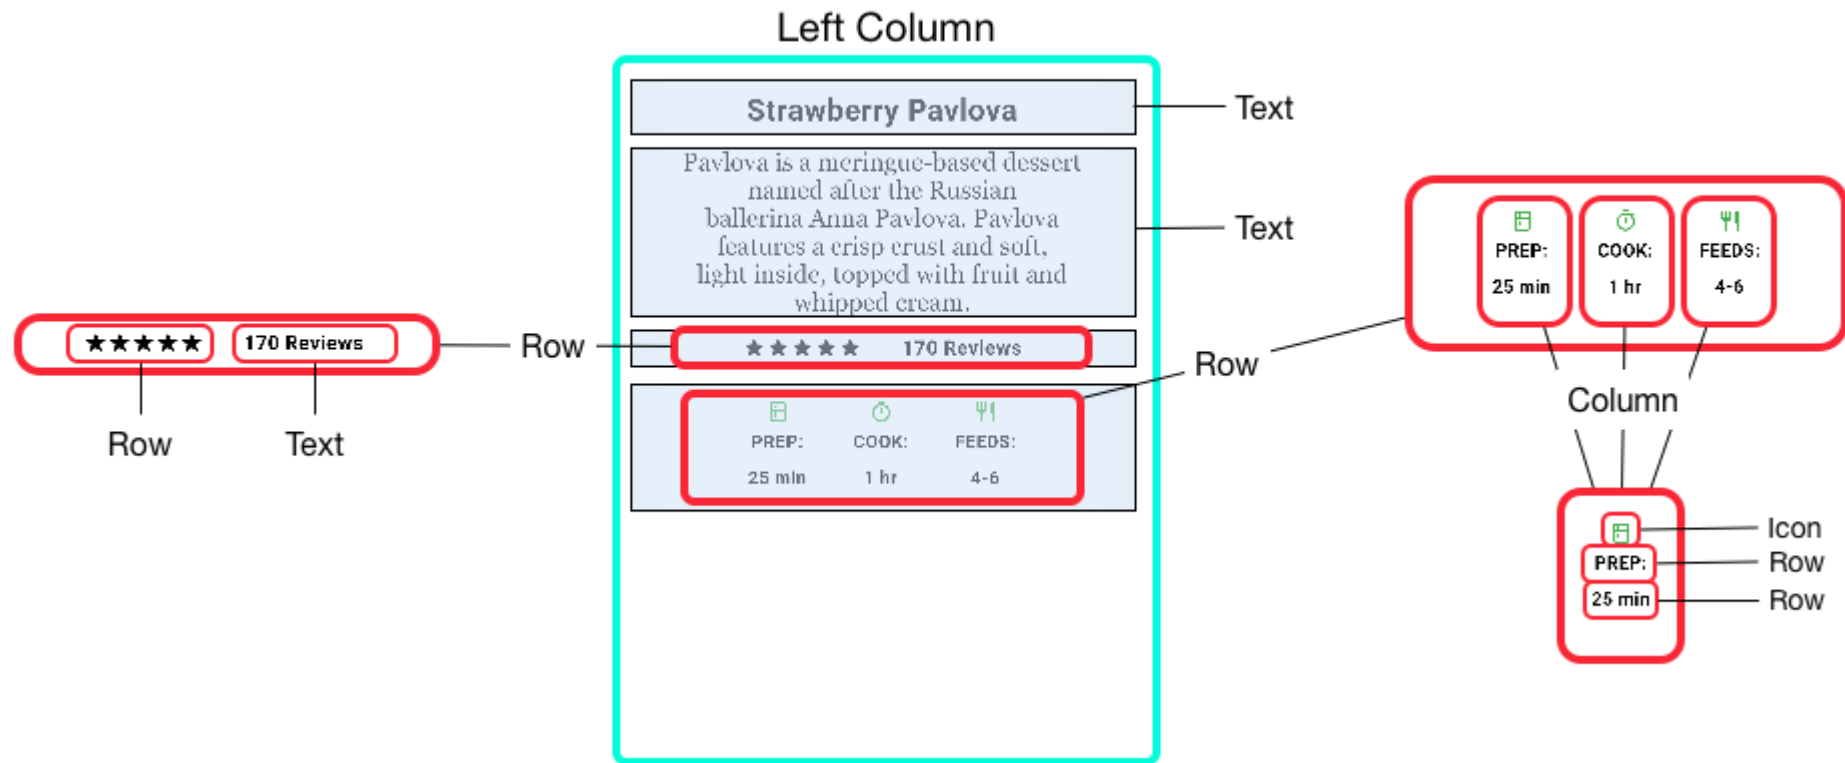 Left Column
Strawberry Pavlova
Text
Pavlova is a meringue-based dessert
named after the Russian
ballerina Anna Pavlova. Pavlova
features a crisp crust and soft,
light inside, topped with fruit and
whipped cream.
Text
★★★★★ 170 Reviews
Row
Text
Row
★★★★★ 170 Reviews
Row
PREP: COOK: FEEDS:
25 min 1 hr 4-6
PREP: COOK: FEEDS:
25 min 1 hr 4-6
Column
PREP:
25 min
Icon
Row
Row